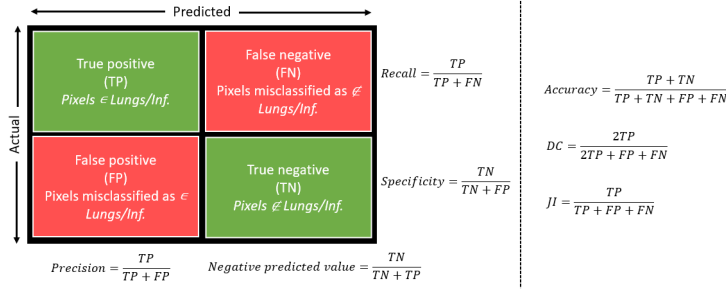 Predicted
Actual
True positive
(TP)
Pixels ∈ Lungs/Inf.
False negative
(FN)
Pixels misclassified as ∉
Lungs/Inf.
Recall = TP / (TP + FN)
False positive
(FP)
Pixels misclassified as ∈
Lungs/Inf.
True negative
(TN)
Pixels ∉ Lungs/Inf.
Specificity = TN / (TN + FP)
Precision = TP / (TP + FP)
Negative predicted value = TN / (TN + TP)
Accuracy = (TP + TN) / (TP + TN + FP + FN)
DC = 2TP / (2TP + FP + FN)
JI = TP / (TP + FP + FN)